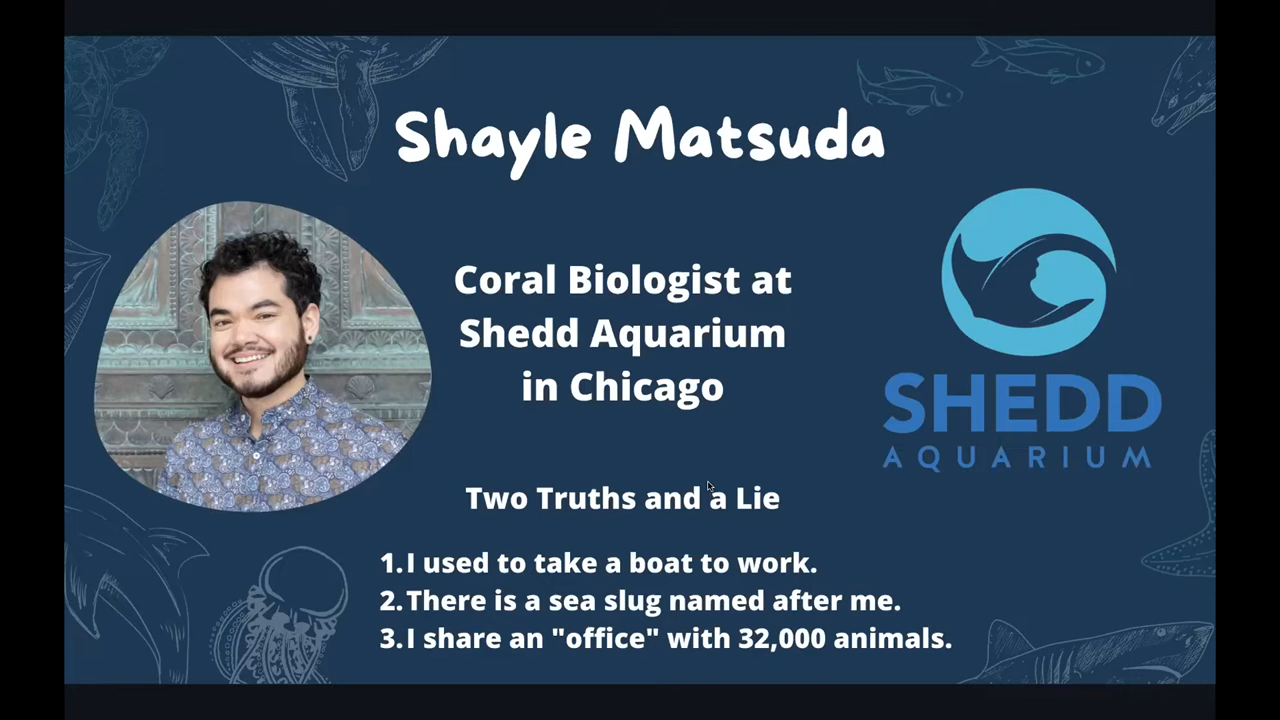 Shayle Matsuda
Coral Biologist at
Shedd Aquarium
in Chicago
SHEDD
AQUARIUM
Two Truths and a Lie
1. I used to take a boat to work.
2. There is a sea slug named after me.
3. I share an "office" with 32,000 animals.